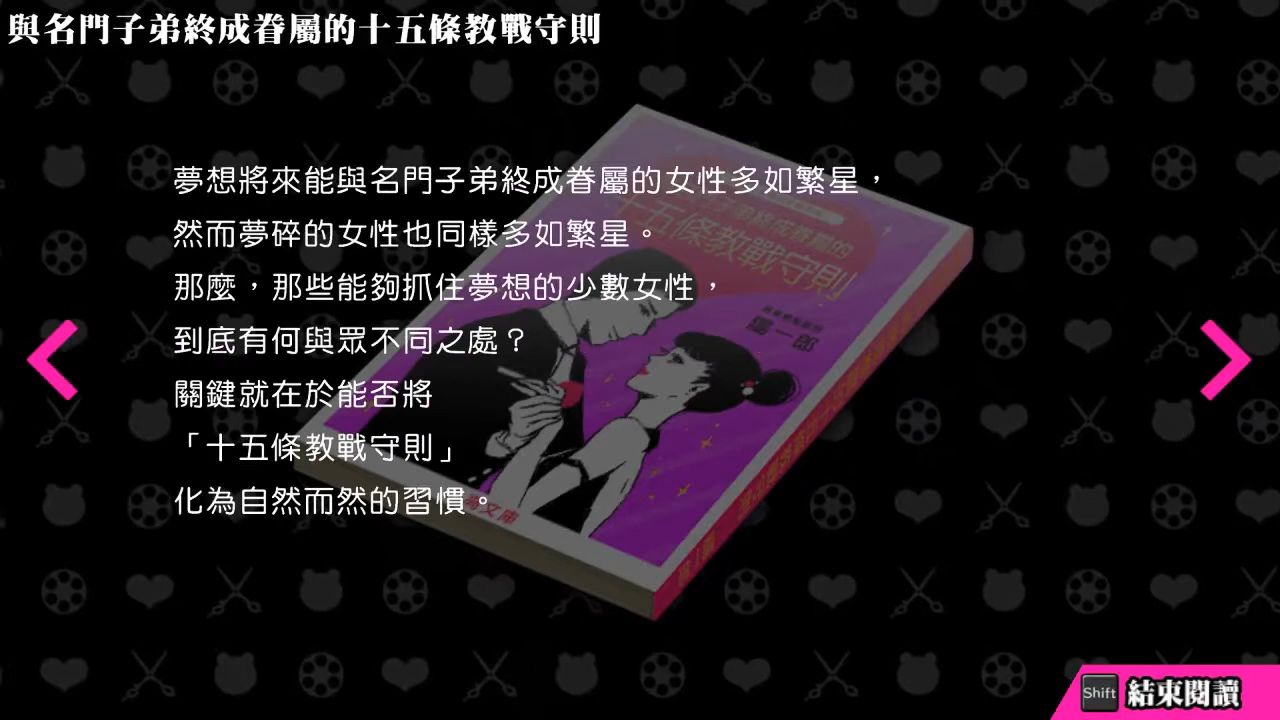 與名門子弟終成眷屬的十五條教戰守則
夢想將來能與名門子弟終成眷屬的女性多如繁星，
然而夢碎的女性也同樣多如繁星。
那麼，那些能夠抓住夢想的少數女性，
到底有何與眾不同之處？
關鍵就在於能否將
「十五條教戰守則」
化為自然而然的習慣。
Shift 結束閱讀